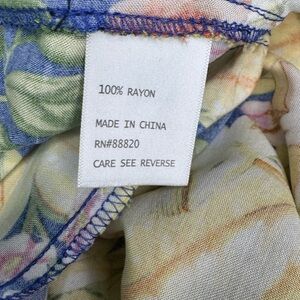 100% RAYON
MADE IN CHINA
RN#88820
CARE SEE REVERSE